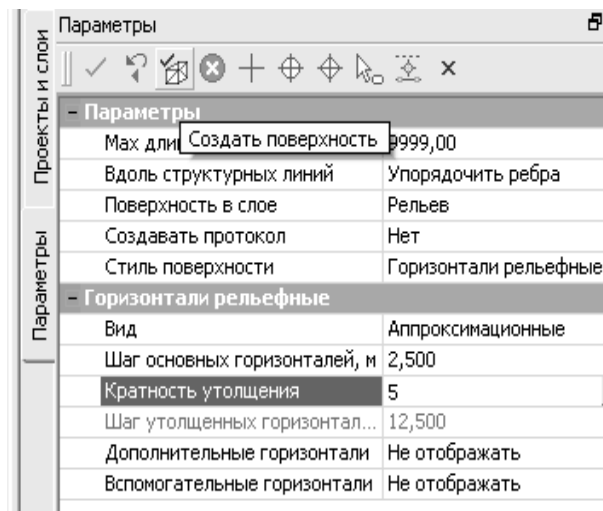 Параметры
Проекты и слои
Параметры
– Параметры
Создать поверхность
Мах дли 9999,00
Вдоль структурных линий Упорядочить ребра
Поверхность в слое Рельев
Создавать протокол Нет
Стиль поверхности Горизонтали рельефные
– Горизонтали рельефные
Вид Аппроксимационные
Шаг основных горизонталей, м 2,500
Кратность утолщения 5
Шаг утолщенных горизонтал... 12,500
Дополнительные горизонтали Не отображать
Вспомогательные горизонтали Не отображать